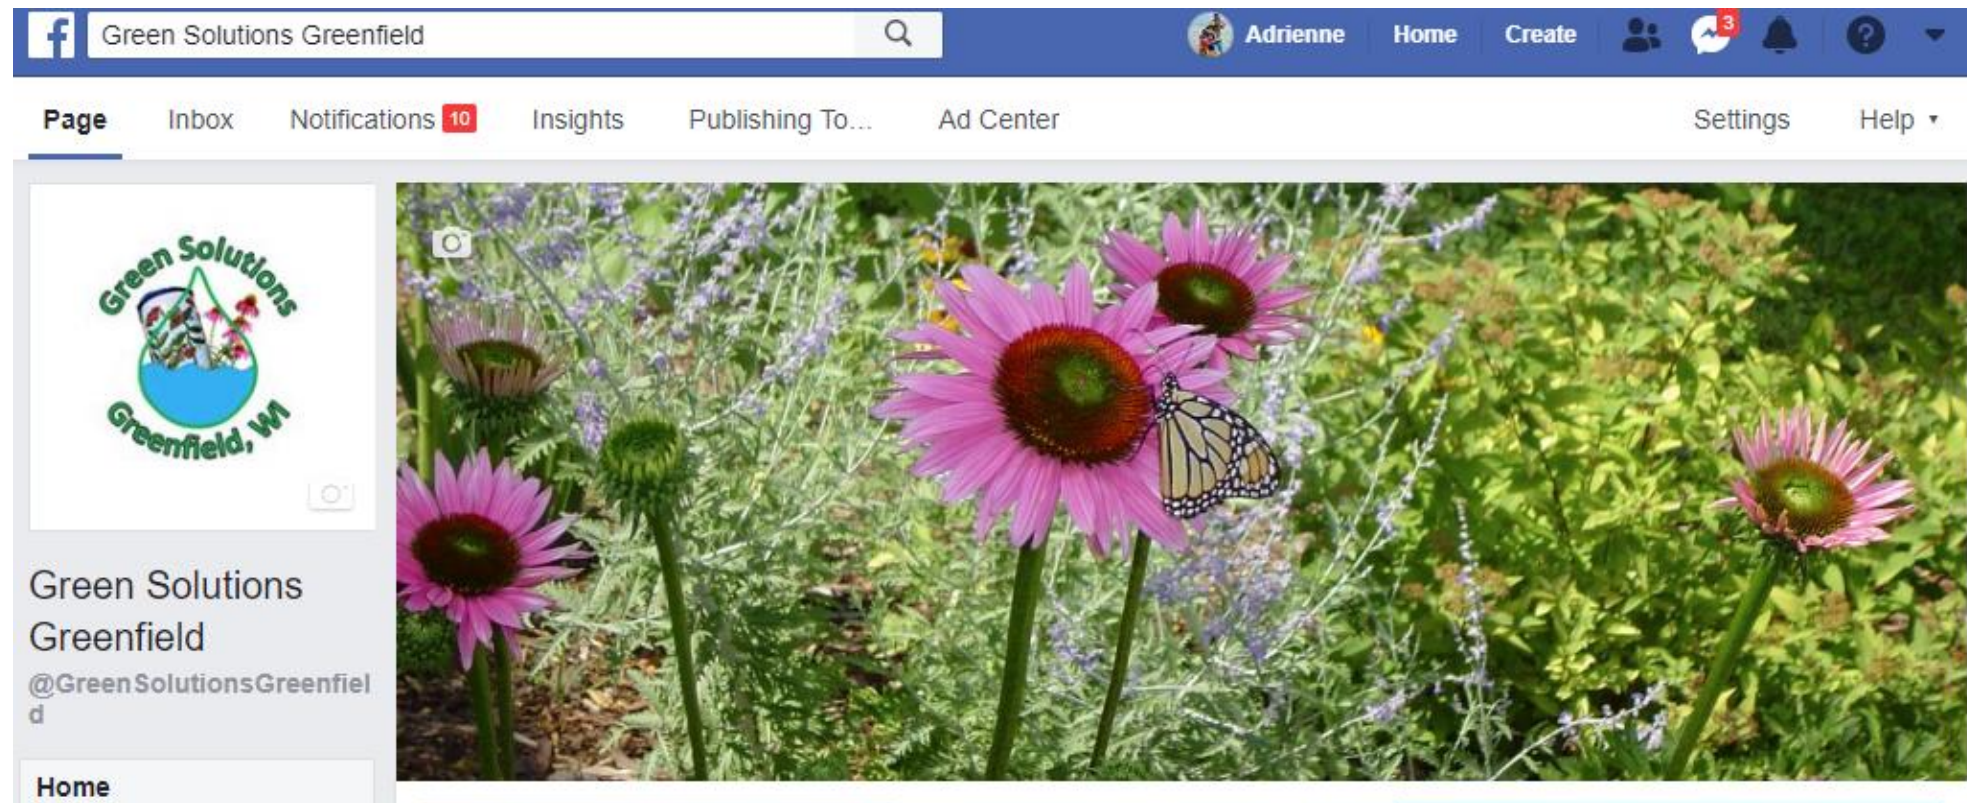 Green Solutions Greenfield
Adrienne Home Create 3
Page Inbox Notifications 10 Insights Publishing To... Ad Center Settings Help
Green Solutions
Greenfield, WI
Green Solutions
Greenfield
@GreenSolutionsGreenfiel
d
Home